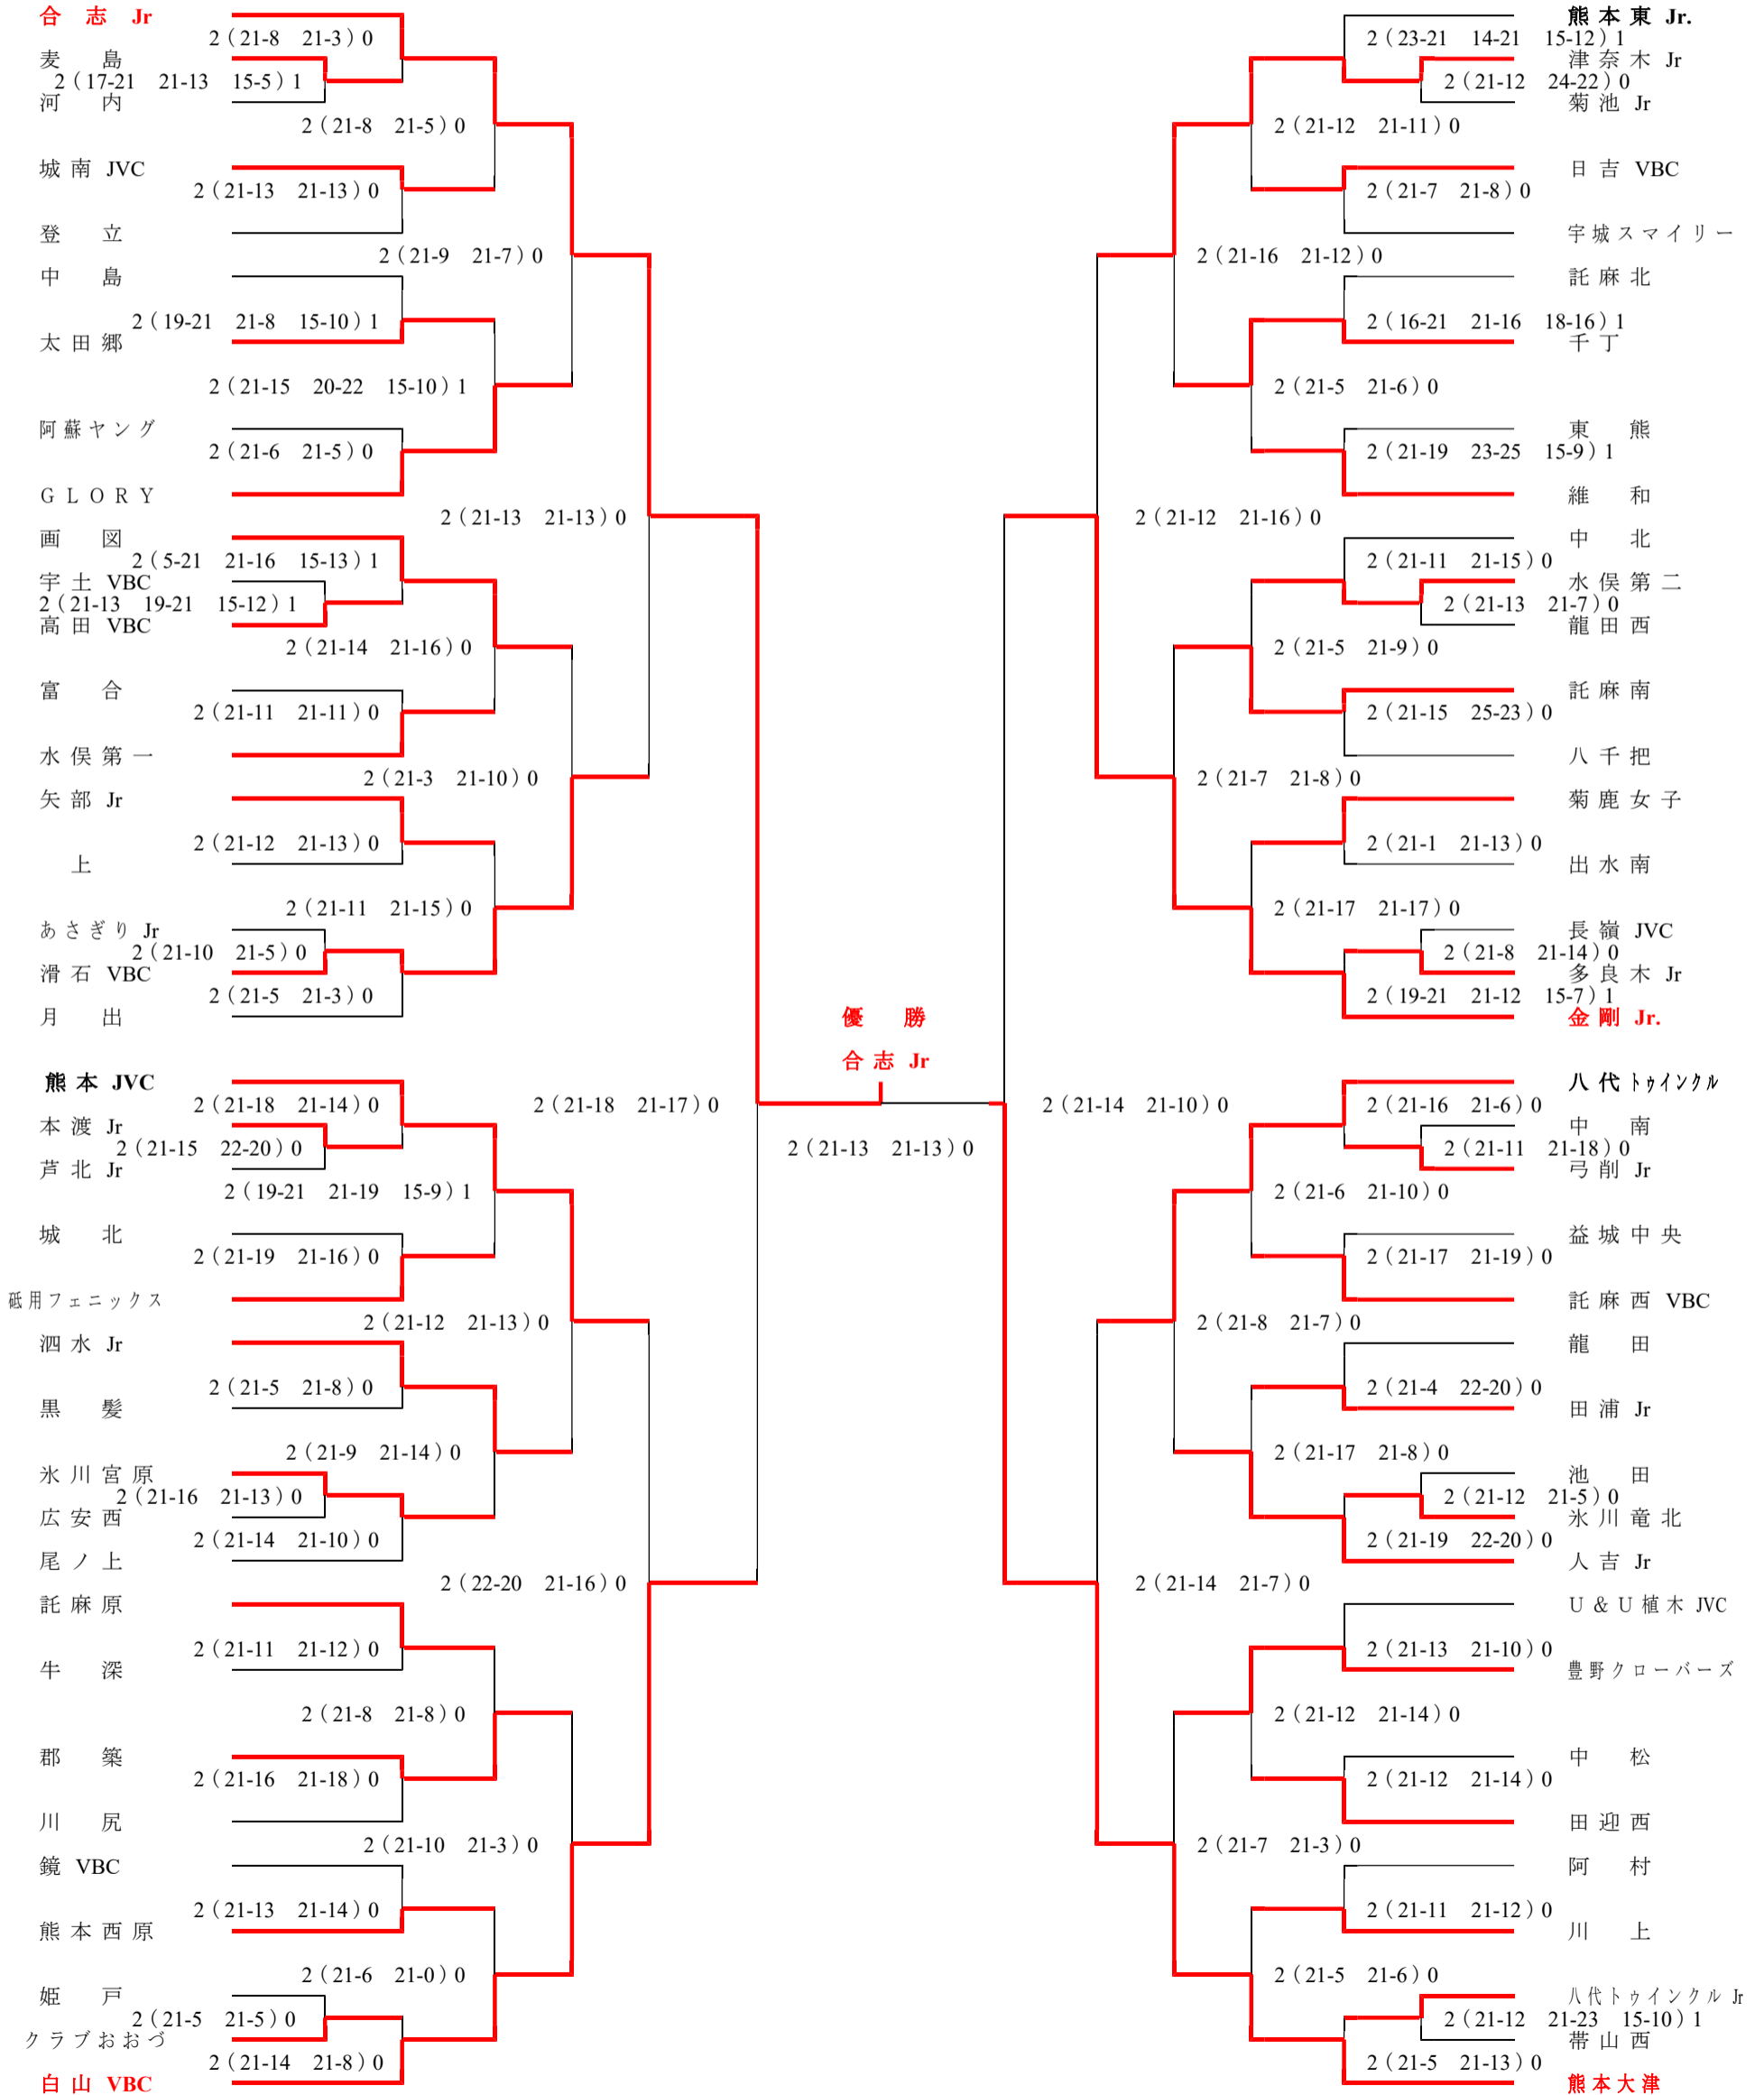 合志 Jr
2（21-8 21-3）0
麦島
2（17-21 21-13 15-5）1
河内
2（21-8 21-5）0
城南 JVC
2（21-13 21-13）0
登立
2（21-9 21-7）0
中島
2（19-21 21-8 15-10）1
太田郷
2（21-15 20-22 15-10）1
阿蘇ヤング
2（21-6 21-5）0
ＧＬＯＲＹ
2（21-13 21-13）0
画図
2（5-21 21-16 15-13）1
宇土 VBC
2（21-13 19-21 15-12）1
高田 VBC
2（21-14 21-16）0
富合
2（21-11 21-11）0
水俣第一
2（21-3 21-10）0
矢部 Jr
2（21-12 21-13）0
上
2（21-11 21-15）0
あさぎり Jr
2（21-10 21-5）0
滑石 VBC
2（21-5 21-3）0
月出
熊本 JVC
2（21-18 21-14）0
2（21-18 21-17）0
本渡 Jr
2（21-15 22-20）0
芦北 Jr
2（19-21 21-19 15-9）1
城北
2（21-19 21-16）0
砥用フェニックス
2（21-12 21-13）0
泗水 Jr
2（21-5 21-8）0
黒髪
2（21-9 21-14）0
氷川宮原
2（21-16 21-13）0
広安西
2（21-14 21-10）0
尾ノ上
2（22-20 21-16）0
託麻原
2（21-11 21-12）0
牛深
2（21-8 21-8）0
郡築
2（21-16 21-18）0
川尻
2（21-10 21-3）0
鏡 VBC
2（21-13 21-14）0
熊本西原
2（21-6 21-0）0
姫戸
2（21-5 21-5）0
クラブおおづ
2（21-14 21-8）0
白山 VBC
優勝
合志 Jr
2（21-13 21-13）0
熊本東 Jr.
2（23-21 14-21 15-12）1
津奈木 Jr
2（21-12 24-22）0
菊池 Jr
2（21-12 21-11）0
日吉 VBC
2（21-7 21-8）0
宇城スマイリー
2（21-16 21-12）0
託麻北
2（16-21 21-16 18-16）1
千丁
2（21-5 21-6）0
東熊
2（21-19 23-25 15-9）1
維和
2（21-12 21-16）0
中北
2（21-11 21-15）0
水俣第二
2（21-13 21-7）0
龍田西
2（21-5 21-9）0
託麻南
2（21-15 25-23）0
八千把
2（21-7 21-8）0
菊鹿女子
2（21-1 21-13）0
出水南
2（21-17 21-17）0
長嶺 JVC
2（21-8 21-14）0
多良木 Jr
2（19-21 21-12 15-7）1
金剛 Jr.
八代トゥインクル
2（21-14 21-10）0
2（21-16 21-6）0
中南
2（21-11 21-18）0
弓削 Jr
2（21-6 21-10）0
益城中央
2（21-17 21-19）0
託麻西 VBC
2（21-8 21-7）0
龍田
2（21-4 22-20）0
田浦 Jr
2（21-17 21-8）0
池田
2（21-12 21-5）0
氷川竜北
2（21-19 22-20）0
人吉 Jr
2（21-14 21-7）0
Ｕ＆Ｕ植木 JVC
2（21-13 21-10）0
豊野クローバーズ
2（21-12 21-14）0
中松
2（21-12 21-14）0
田迎西
2（21-7 21-3）0
阿村
2（21-11 21-12）0
川上
2（21-5 21-6）0
八代トゥインクル Jr
2（21-12 21-23 15-10）1
帯山西
2（21-5 21-13）0
熊本大津